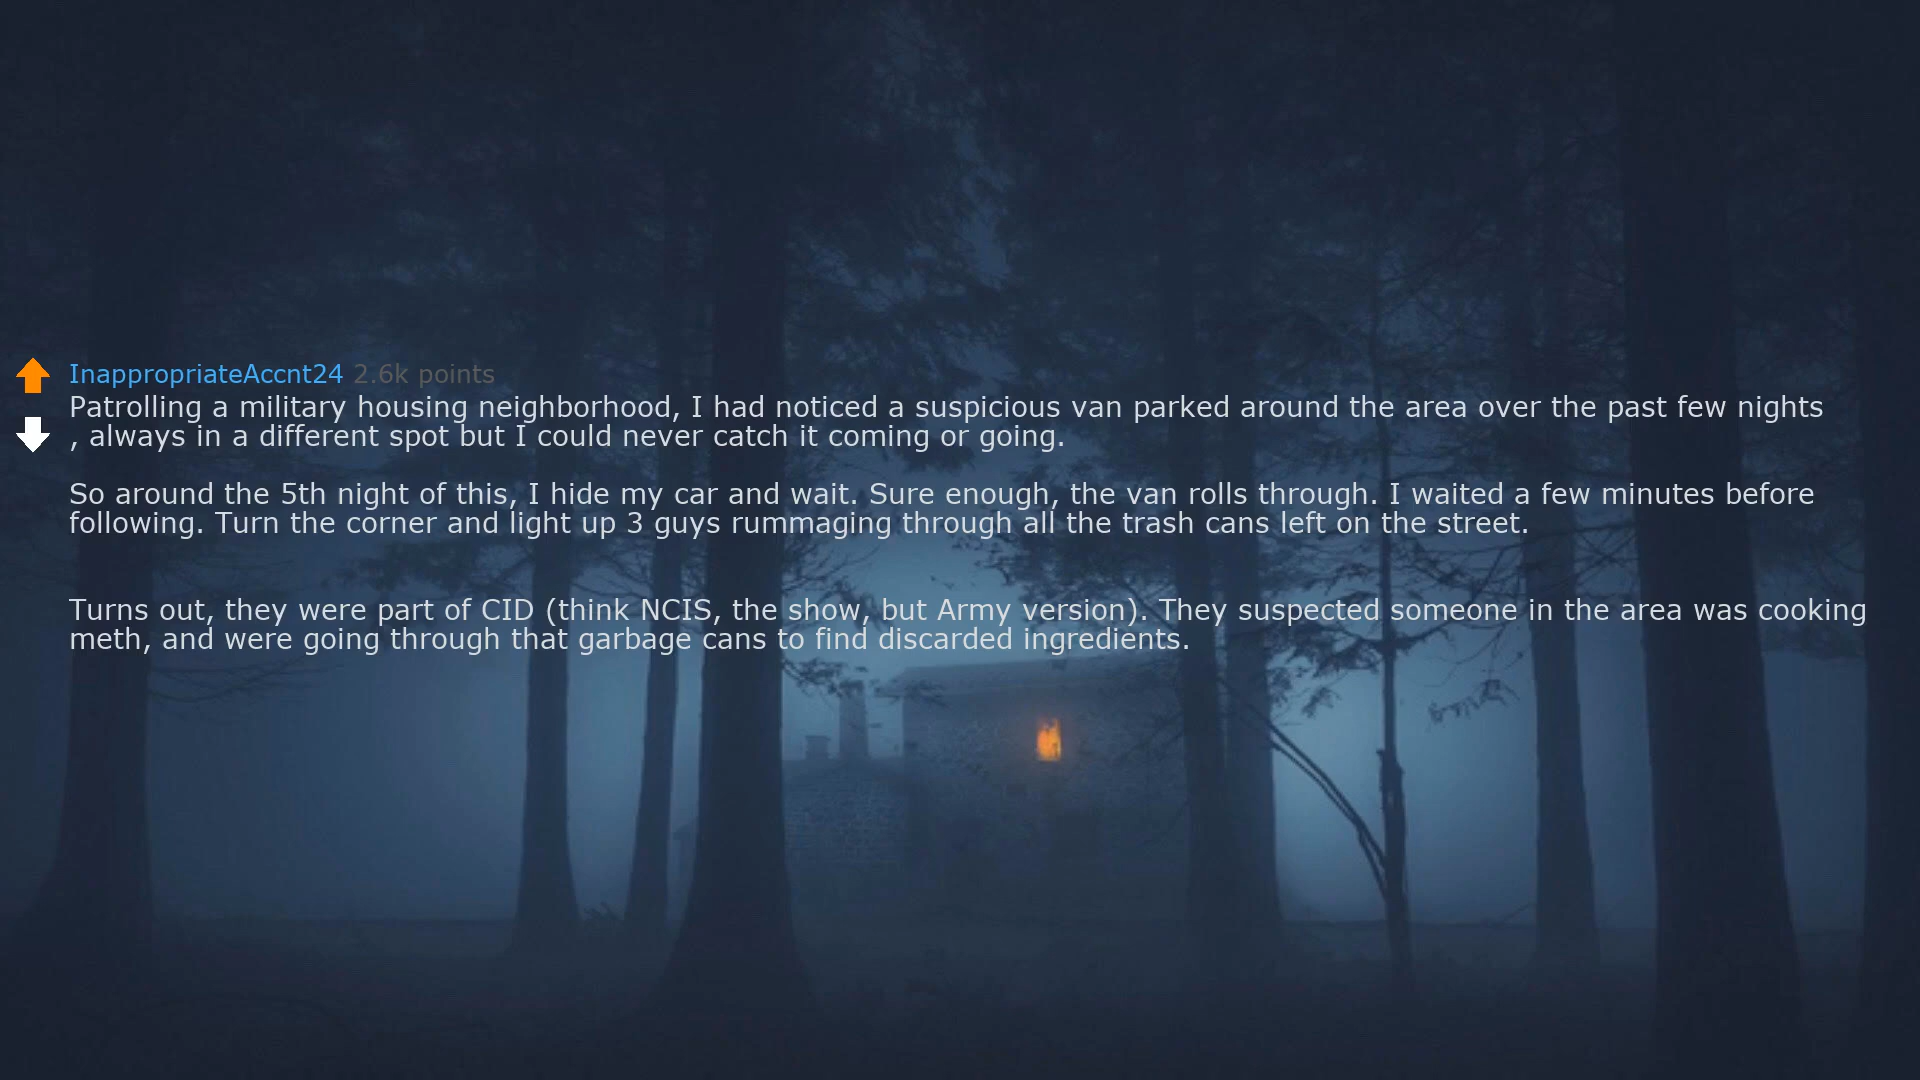 InappropriateAccnt24 2.6k points
Patrolling a military housing neighborhood, I had noticed a suspicious van parked around the area over the past few nights
, always in a different spot but I could never catch it coming or going.
So around the 5th night of this, I hide my car and wait. Sure enough, the van rolls through. I waited a few minutes before
following. Turn the corner and light up 3 guys rummaging through all the trash cans left on the street.
Turns out, they were part of CID (think NCIS, the show, but Army version). They suspected someone in the area was cooking
meth, and were going through that garbage cans to find discarded ingredients.